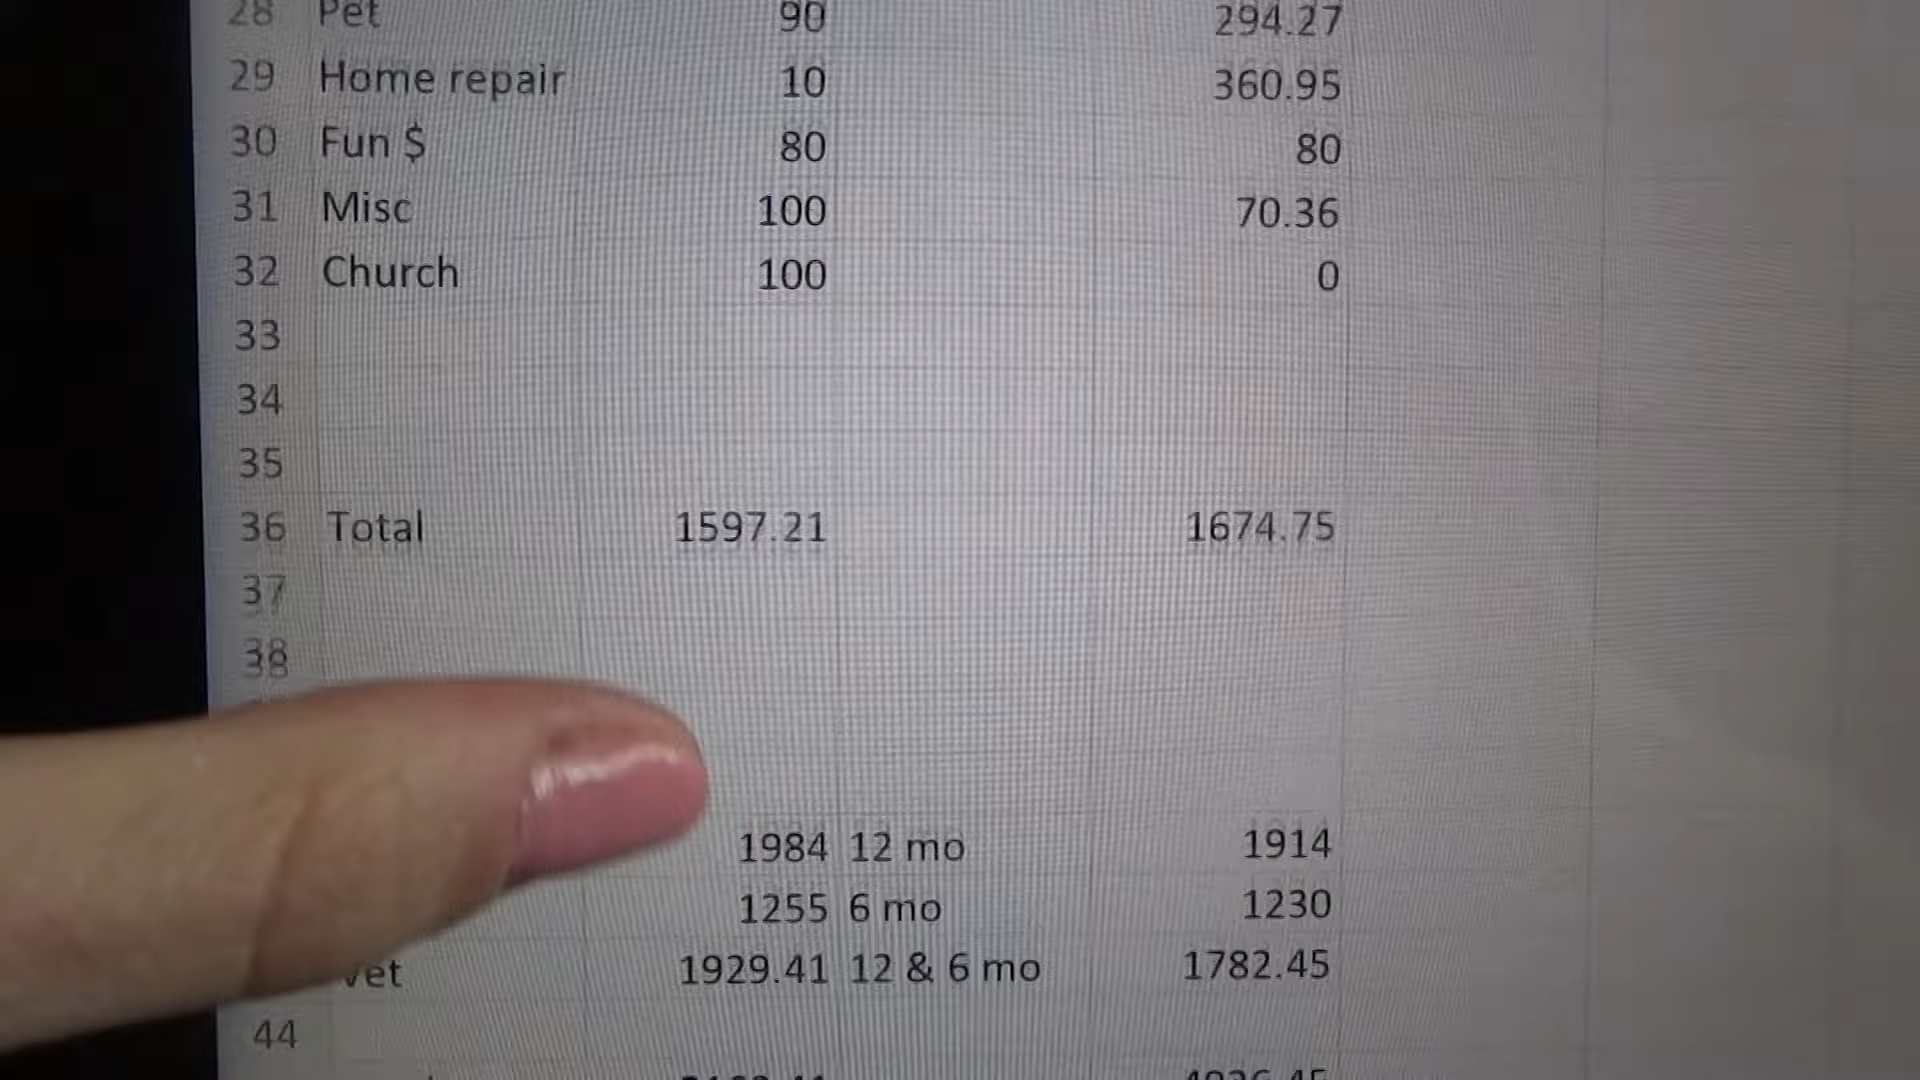 28 Pet 90 294.27
29 Home repair 10 360.95
30 Fun $ 80 80
31 Misc 100 70.36
32 Church 100 0
33
34
35
36 Total 1597.21 1674.75
37
38
1984 12 mo 1914
1255 6 mo 1230
vet 1929.41 12 & 6 mo 1782.45
44